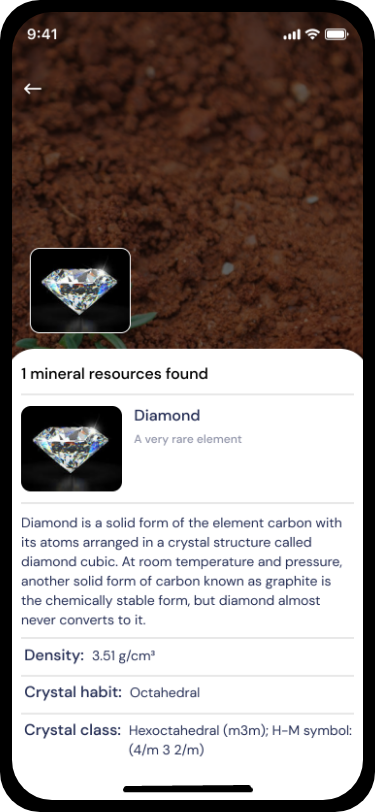 9:41
1 mineral resources found
Diamond
A very rare element
Diamond is a solid form of the element carbon with
its atoms arranged in a crystal structure called
diamond cubic. At room temperature and pressure,
another solid form of carbon known as graphite is
the chemically stable form, but diamond almost
never converts to it.
Density: 3.51 g/cm³
Crystal habit: Octahedral
Crystal class: Hexoctahedral (m3m); H-M symbol:
(4/m 3 2/m)